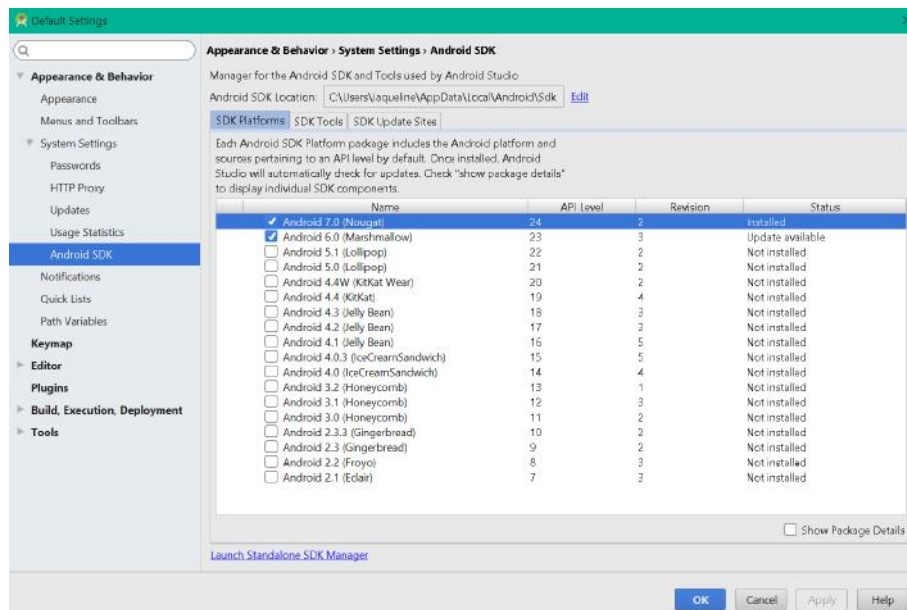 Default Settings
Appearance & Behavior
Appearance
Menus and Toolbars
System Settings
Passwords
HTTP Proxy
Updates
Usage Statistics
Android SDK
Notifications
Quick Lists
Path Variables
Keymap
Editor
Plugins
Build, Execution, Deployment
Tools
Appearance & Behavior › System Settings › Android SDK
Manager for the Android SDK and Tools used by Android Studio
Android SDK Location: C:\Users\jaqueline\AppData\Local\Android\Sdk Edit
SDK Platforms SDK Tools SDK Update Sites
Each Android SDK Platform package includes the Android platform and
sources pertaining to an API level by default. Once installed, Android
Studio will automatically check for updates. Check "show package details"
to display individual SDK components.
Name API Level Revision Status
Android 7.0 (Nougat) 24 2 Installed
Android 6.0 (Marshmallow) 23 3 Update available
Android 5.1 (Lollipop) 22 2 Not installed
Android 5.0 (Lollipop) 21 2 Not installed
Android 4.4W (KitKat Wear) 20 2 Not installed
Android 4.4 (KitKat) 19 4 Not installed
Android 4.3 (Jelly Bean) 18 3 Not installed
Android 4.2 (Jelly Bean) 17 3 Not installed
Android 4.1 (Jelly Bean) 16 5 Not installed
Android 4.0.3 (IceCreamSandwich) 15 5 Not installed
Android 4.0 (IceCreamSandwich) 14 4 Not installed
Android 3.2 (Honeycomb) 13 1 Not installed
Android 3.1 (Honeycomb) 12 3 Not installed
Android 3.0 (Honeycomb) 11 2 Not installed
Android 2.3.3 (Gingerbread) 10 2 Not installed
Android 2.3 (Gingerbread) 9 2 Not installed
Android 2.2 (Froyo) 8 3 Not installed
Android 2.1 (Eclair) 7 3 Not installed
Show Package Details
Launch Standalone SDK Manager
OK Cancel Apply Help